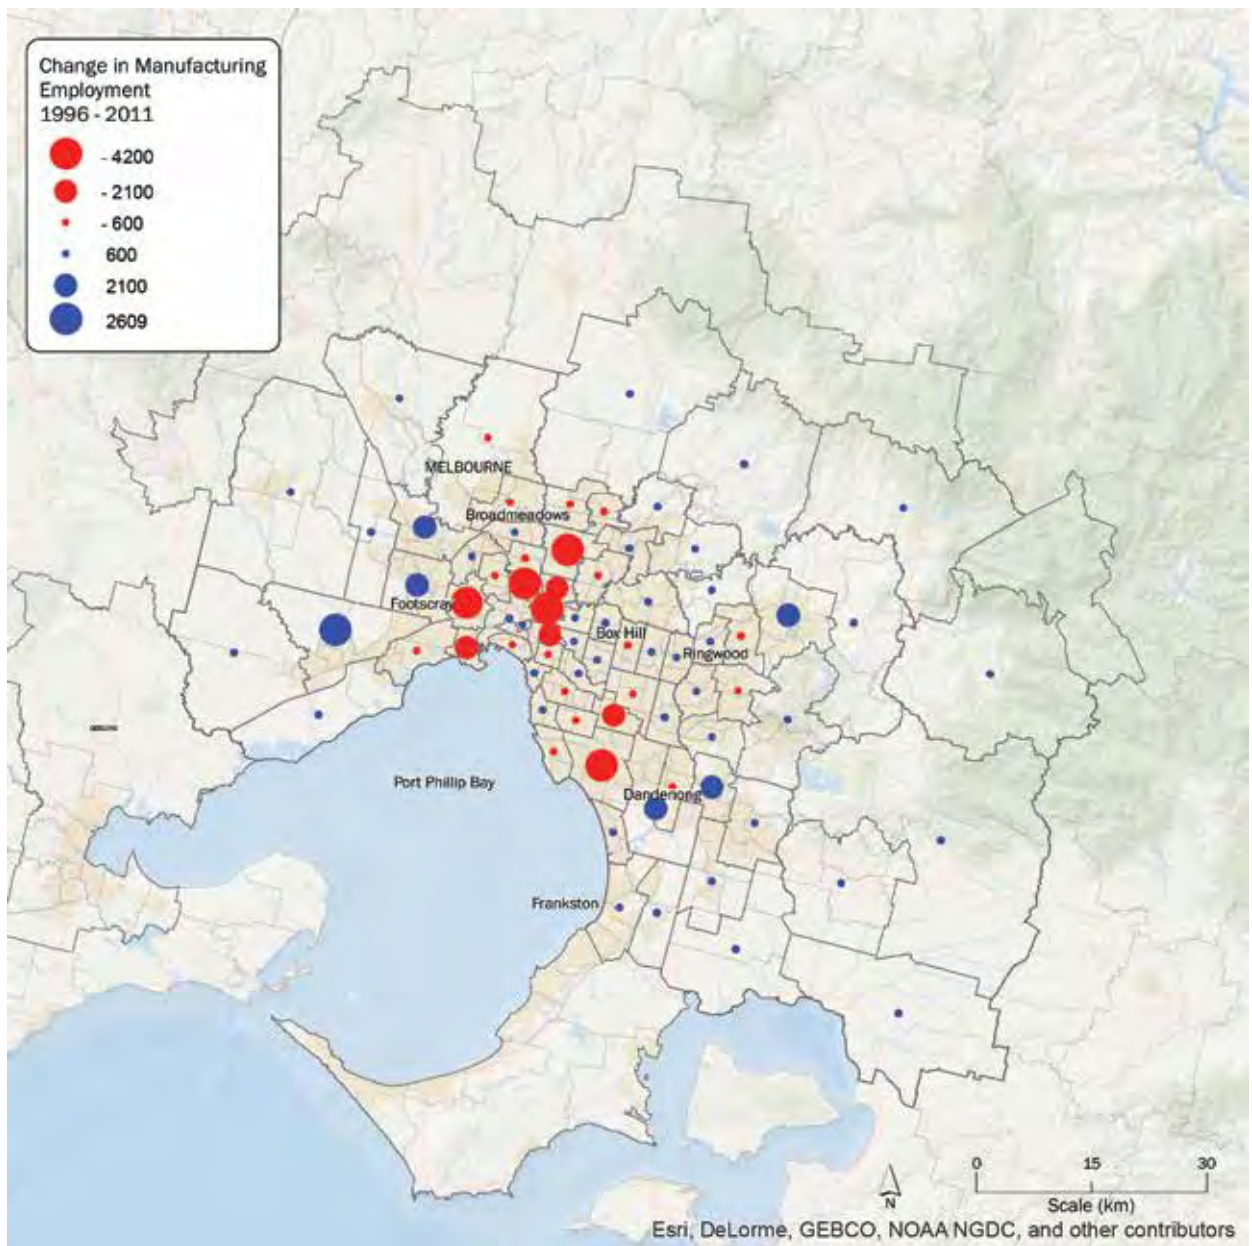 Change in Manufacturing
Employment
1996 - 2011
- 4200
- 2100
- 600
600
2100
2609
MELBOURNE
Broadmeadows
Footscray
Box Hill
Ringwood
Port Phillip Bay
Dandenong
Frankston
0 15 30
N
Scale (km)
Esri, DeLorme, GEBCO, NOAA NGDC, and other contributors